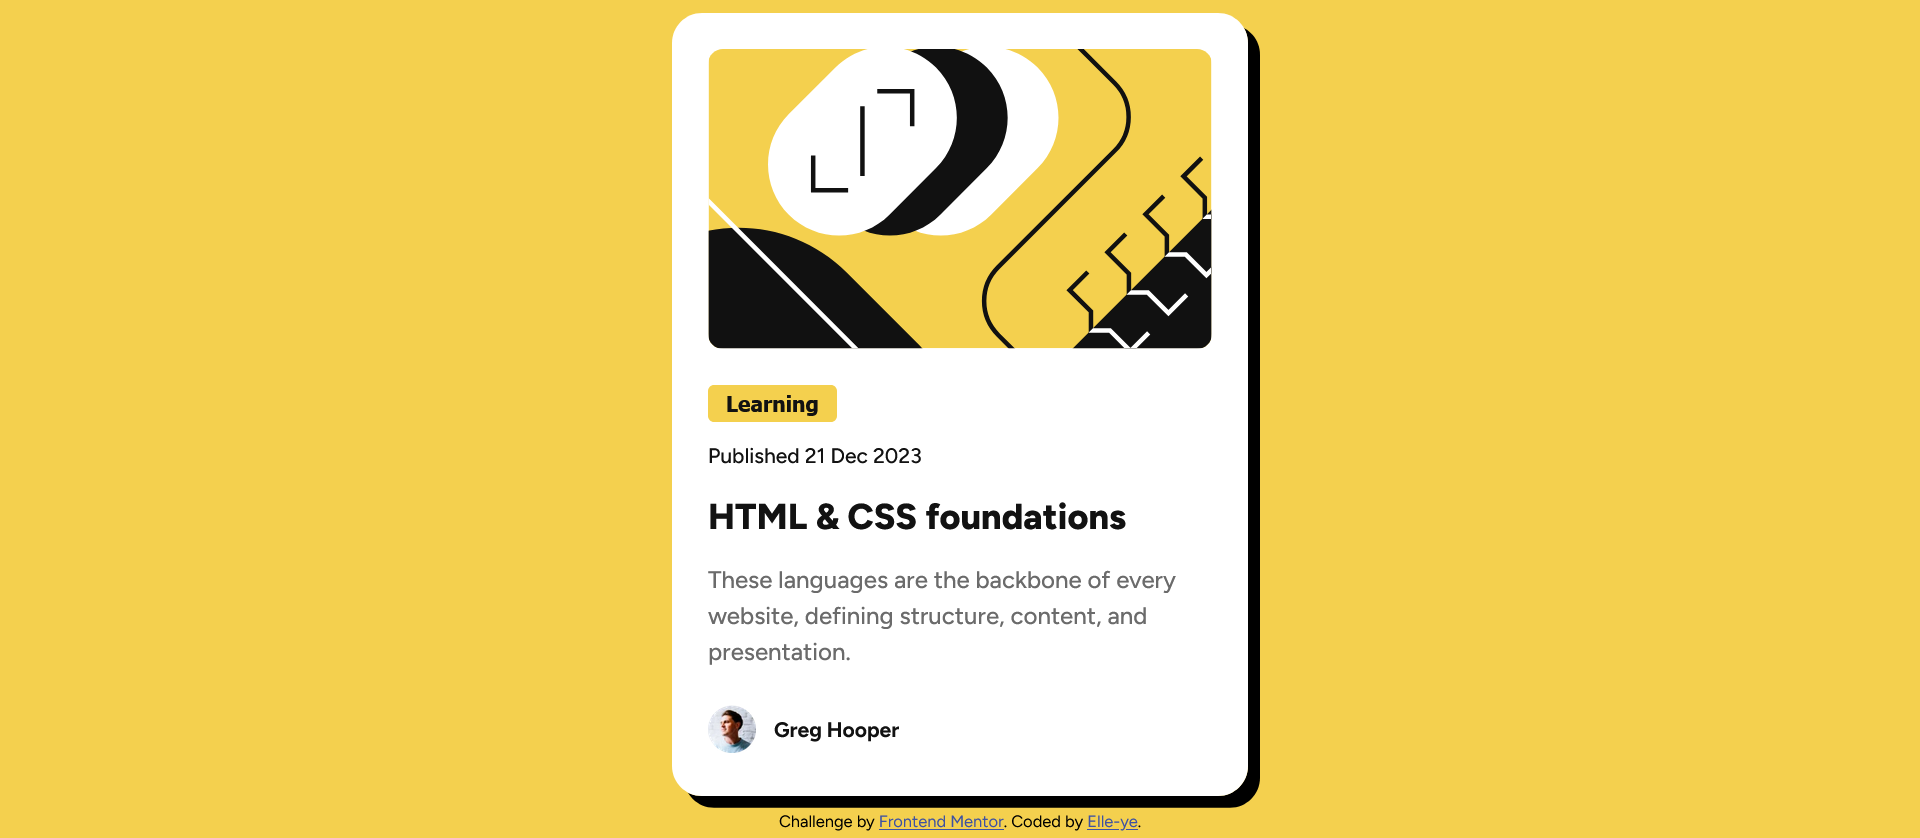 Learning
Published 21 Dec 2023
HTML & CSS foundations
These languages are the backbone of every
website, defining structure, content, and
presentation.
Greg Hooper
Challenge by Frontend Mentor. Coded by Elle-ye.